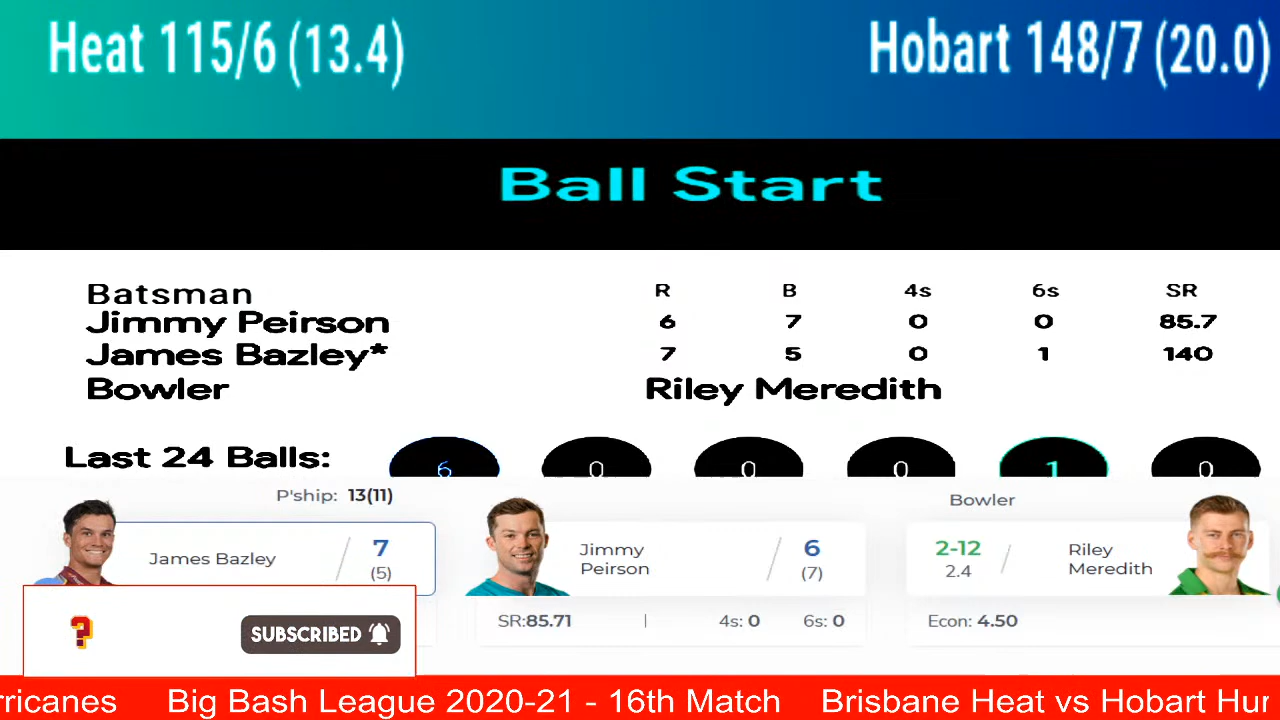 Heat 115/6 (13.4) Hobart 148/7 (20.0)
Ball Start
Batsman R B 4s 6s SR
Jimmy Peirson 6 7 0 0 85.7
James Bazley* 7 5 0 1 140
Bowler Riley Meredith
Last 24 Balls: 6 0 0 0 1 0
P'ship: 13(11) Bowler
James Bazley 7 (5)
Jimmy Peirson 6 (7)
2-12 2.4 Riley Meredith
SR:85.71 4s: 0 6s: 0 Econ: 4.50
? SUBSCRIBED
rricanes Big Bash League 2020-21 - 16th Match Brisbane Heat vs Hobart Hur